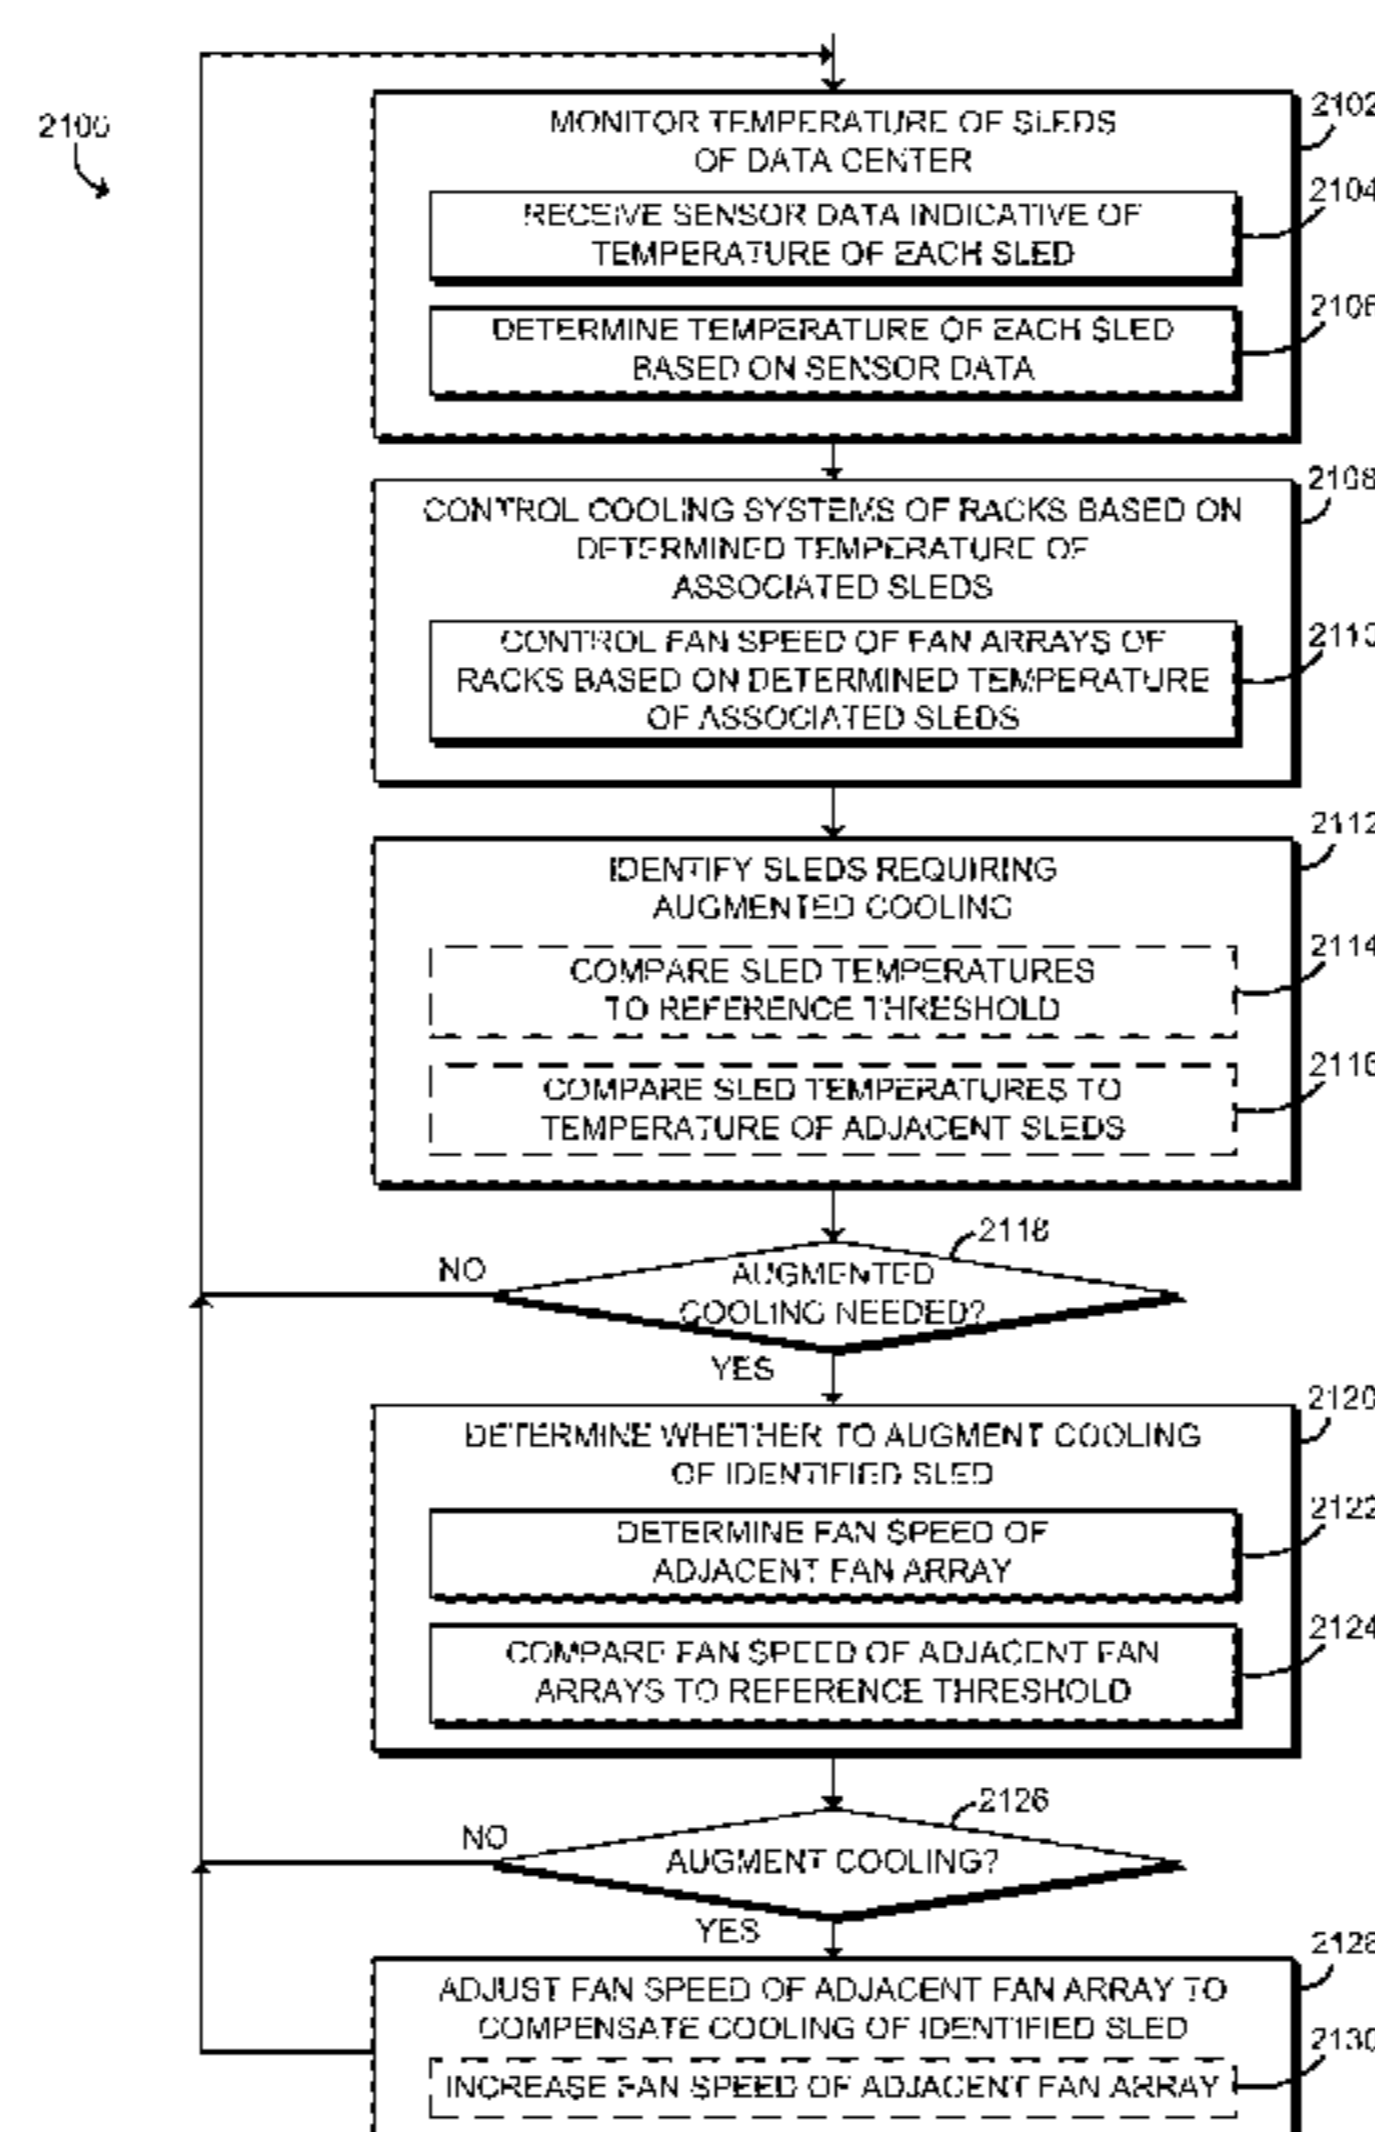 2100
2102
MONITOR TEMPERATURE OF SLEDS
OF DATA CENTER
2104
RECEIVE SENSOR DATA INDICATIVE OF
TEMPERATURE OF EACH SLED
2106
DETERMINE TEMPERATURE OF EACH SLED
BASED ON SENSOR DATA
2108
CONTROL COOLING SYSTEMS OF RACKS BASED ON
DETERMINED TEMPERATURE OF
ASSOCIATED SLEDS
2110
CONTROL FAN SPEED OF FAN ARRAYS OF
RACKS BASED ON DETERMINED TEMPERATURE
OF ASSOCIATED SLEDS
2112
IDENTIFY SLEDS REQUIRING
AUGMENTED COOLING
2114
COMPARE SLED TEMPERATURES
TO REFERENCE THRESHOLD
2116
COMPARE SLED TEMPERATURES TO
TEMPERATURE OF ADJACENT SLEDS
2118
NO
AUGMENTED
COOLING NEEDED?
YES
2120
DETERMINE WHETHER TO AUGMENT COOLING
OF IDENTIFIED SLED
2122
DETERMINE FAN SPEED OF
ADJACENT FAN ARRAY
2124
COMPARE FAN SPEED OF ADJACENT FAN
ARRAYS TO REFERENCE THRESHOLD
2126
NO
AUGMENT COOLING?
YES
2128
ADJUST FAN SPEED OF ADJACENT FAN ARRAY TO
COMPENSATE COOLING OF IDENTIFIED SLED
2130
INCREASE FAN SPEED OF ADJACENT FAN ARRAY